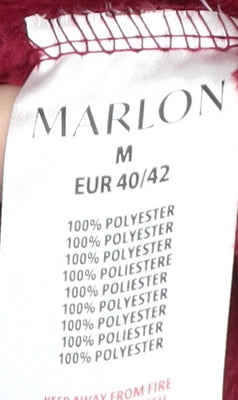 MARLON
M
EUR 40/42
100% POLYESTER
100% POLYESTER
100% POLYESTER
100% POLIESTERE
100% POLIESTER
100% POLYESTER
100% POLYESTER
100% POLIESTER
100% POLYESTER
KEEP AWAY FROM FIRE